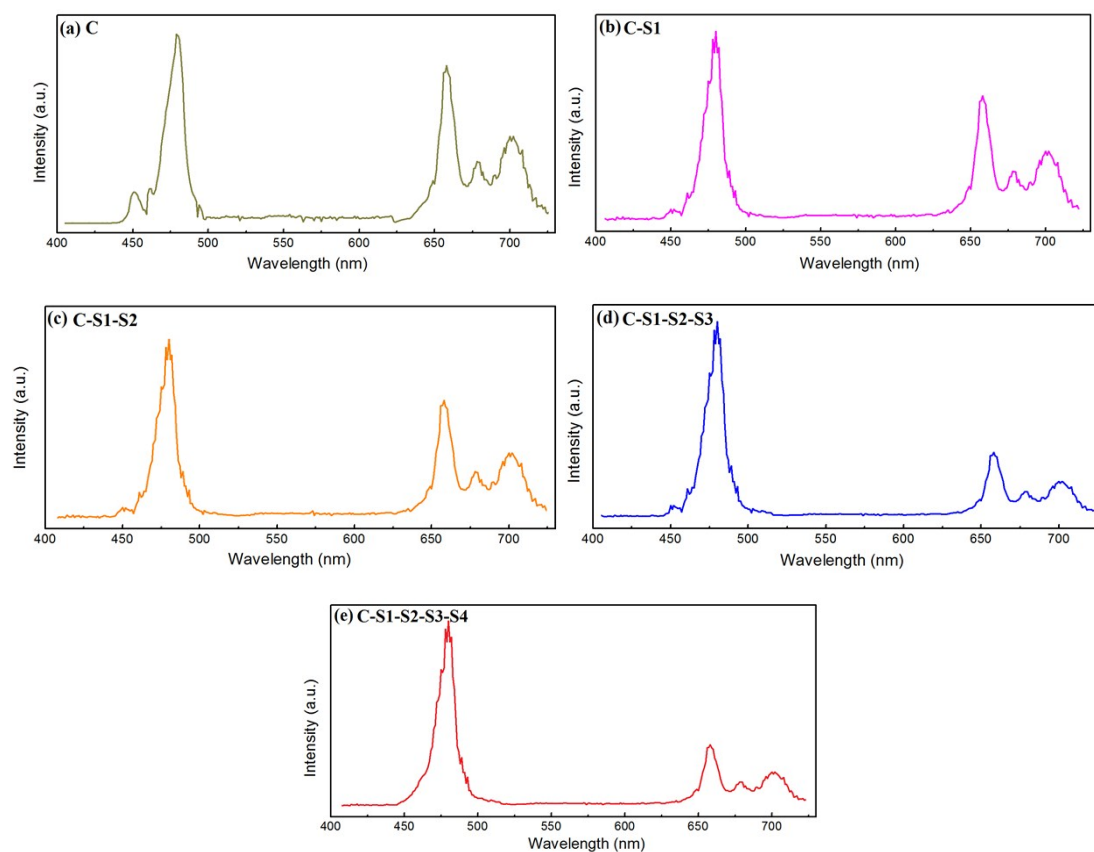 (a) C
Intensity (a.u.)
400 450 500 550 600 650 700
Wavelength (nm)
(b) C-S1
Intensity (a.u.)
400 450 500 550 600 650 700
Wavelength (nm)
(c) C-S1-S2
Intensity (a.u.)
400 450 500 550 600 650 700
Wavelength (nm)
(d) C-S1-S2-S3
Intensity (a.u.)
400 450 500 550 600 650 700
Wavelength (nm)
(e) C-S1-S2-S3-S4
Intensity (a.u.)
400 450 500 550 600 650 700
Wavelength (nm)